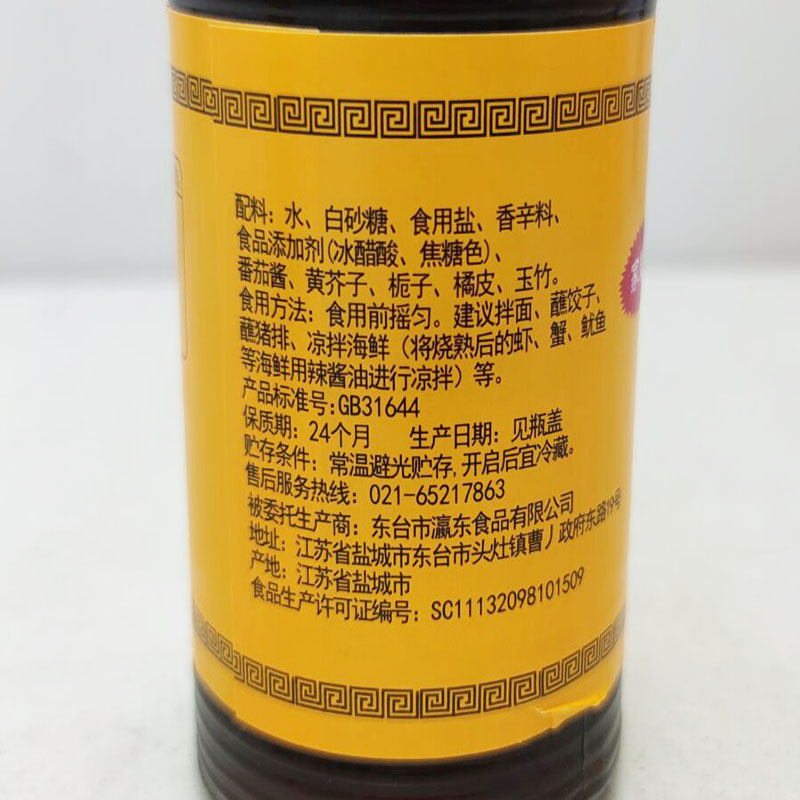 配料：水、白砂糖、食用盐、香辛料、
食品添加剂(冰醋酸、焦糖色)、
番茄酱、黄芥子、栀子、橘皮、玉竹。
食用方法：食用前摇匀。建议拌面、蘸饺子、
蘸猪排、凉拌海鲜（将烧熟后的虾、蟹、鱿鱼
等海鲜用辣酱油进行凉拌）等。
产品标准号:GB31644
保质期：24个月 生产日期：见瓶盖
贮存条件：常温避光贮存,开启后宜冷藏。
售后服务热线：021-65217863
被委托生产商：东台市瀛东食品有限公司
地址：江苏省盐城市东台市头灶镇曹丿政府东路19号
产地：江苏省盐城市
食品生产许可证编号：SC11132098101509